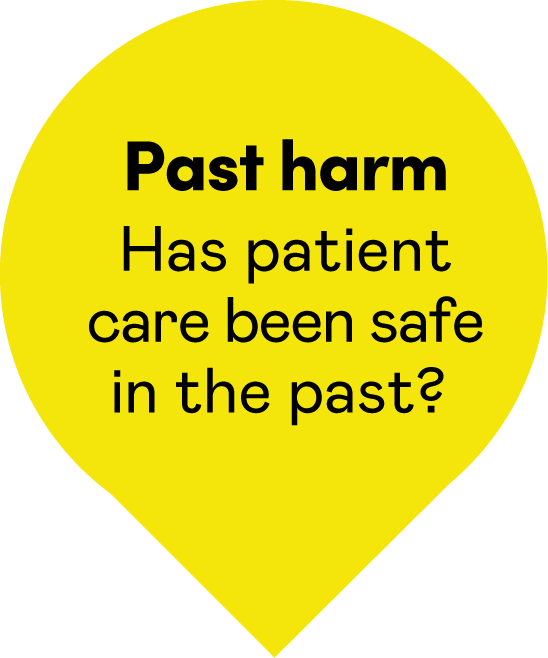 Past harm
Has patient
care been safe
in the past?